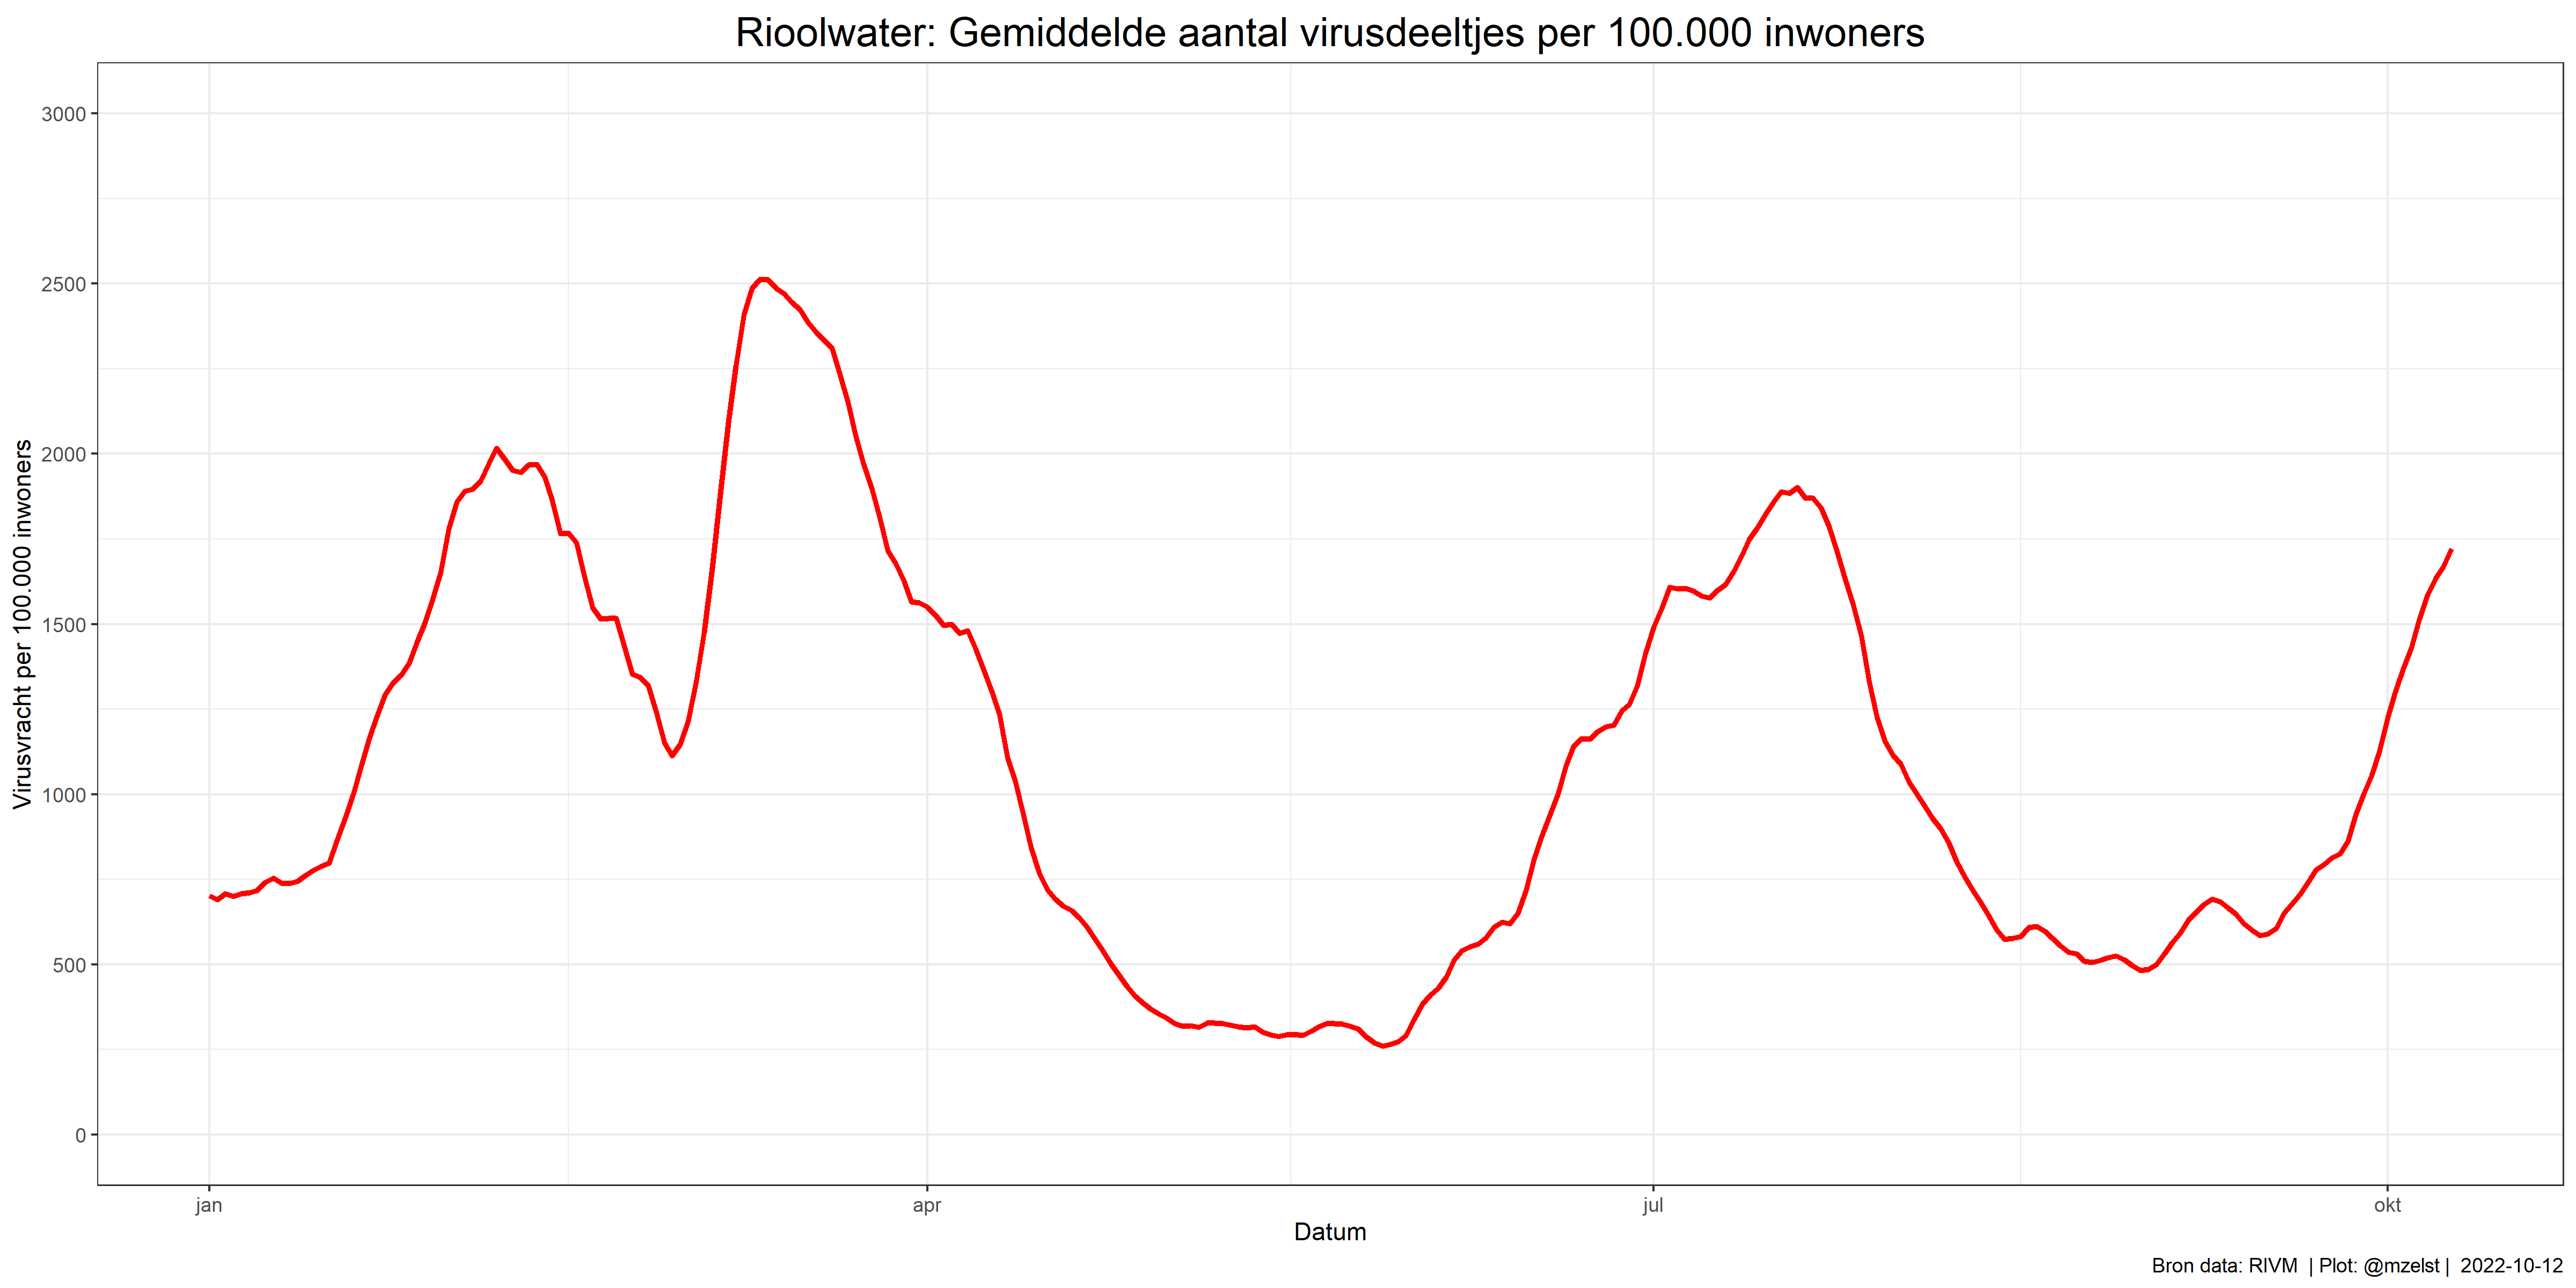 Rioolwater: Gemiddelde aantal virusdeeltjes per 100.000 inwoners
Virusvracht per 100.000 inwoners
3000
2500
2000
1500
1000
500
0
jan apr jul okt
Datum
Bron data: RIVM | Plot: @mzelst | 2022-10-12